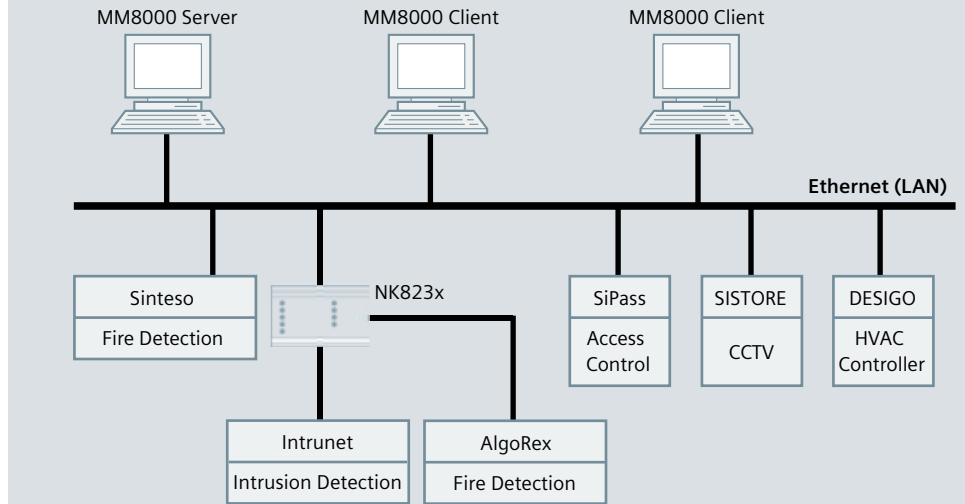 MM8000 Server
MM8000 Client
MM8000 Client
Ethernet (LAN)
Sinteso
Fire Detection
NK823x
SiPass
Access
Control
SISTORE
CCTV
DESIGO
HVAC
Controller
Intrunet
Intrusion Detection
AlgoRex
Fire Detection